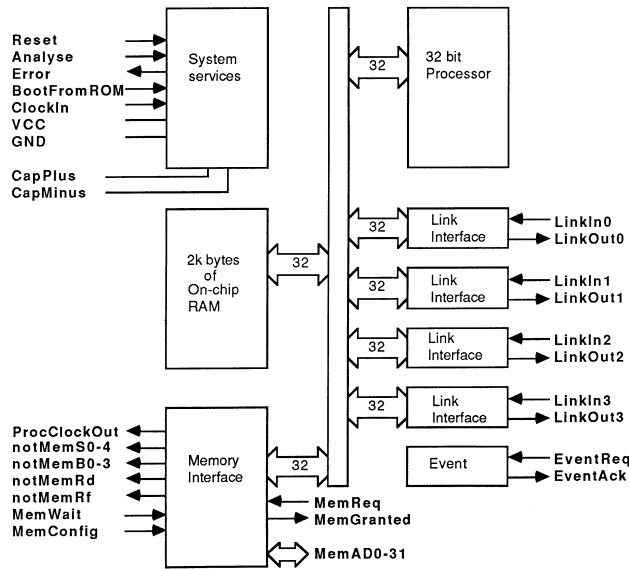 Reset
Analyse
Error
BootFromROM
ClockIn
VCC
GND
CapPlus
CapMinus
System
services
32
32 bit
Processor
2k bytes
of
On-chip
RAM
32
32
Link
Interface
LinkIn0
LinkOut0
32
Link
Interface
LinkIn1
LinkOut1
32
Link
Interface
LinkIn2
LinkOut2
32
Link
Interface
LinkIn3
LinkOut3
ProcClockOut
notMemS0-4
notMemB0-3
notMemRd
notMemRf
MemWait
MemConfig
Memory
Interface
32
MemReq
MemGranted
MemAD0-31
Event
EventReq
EventAck